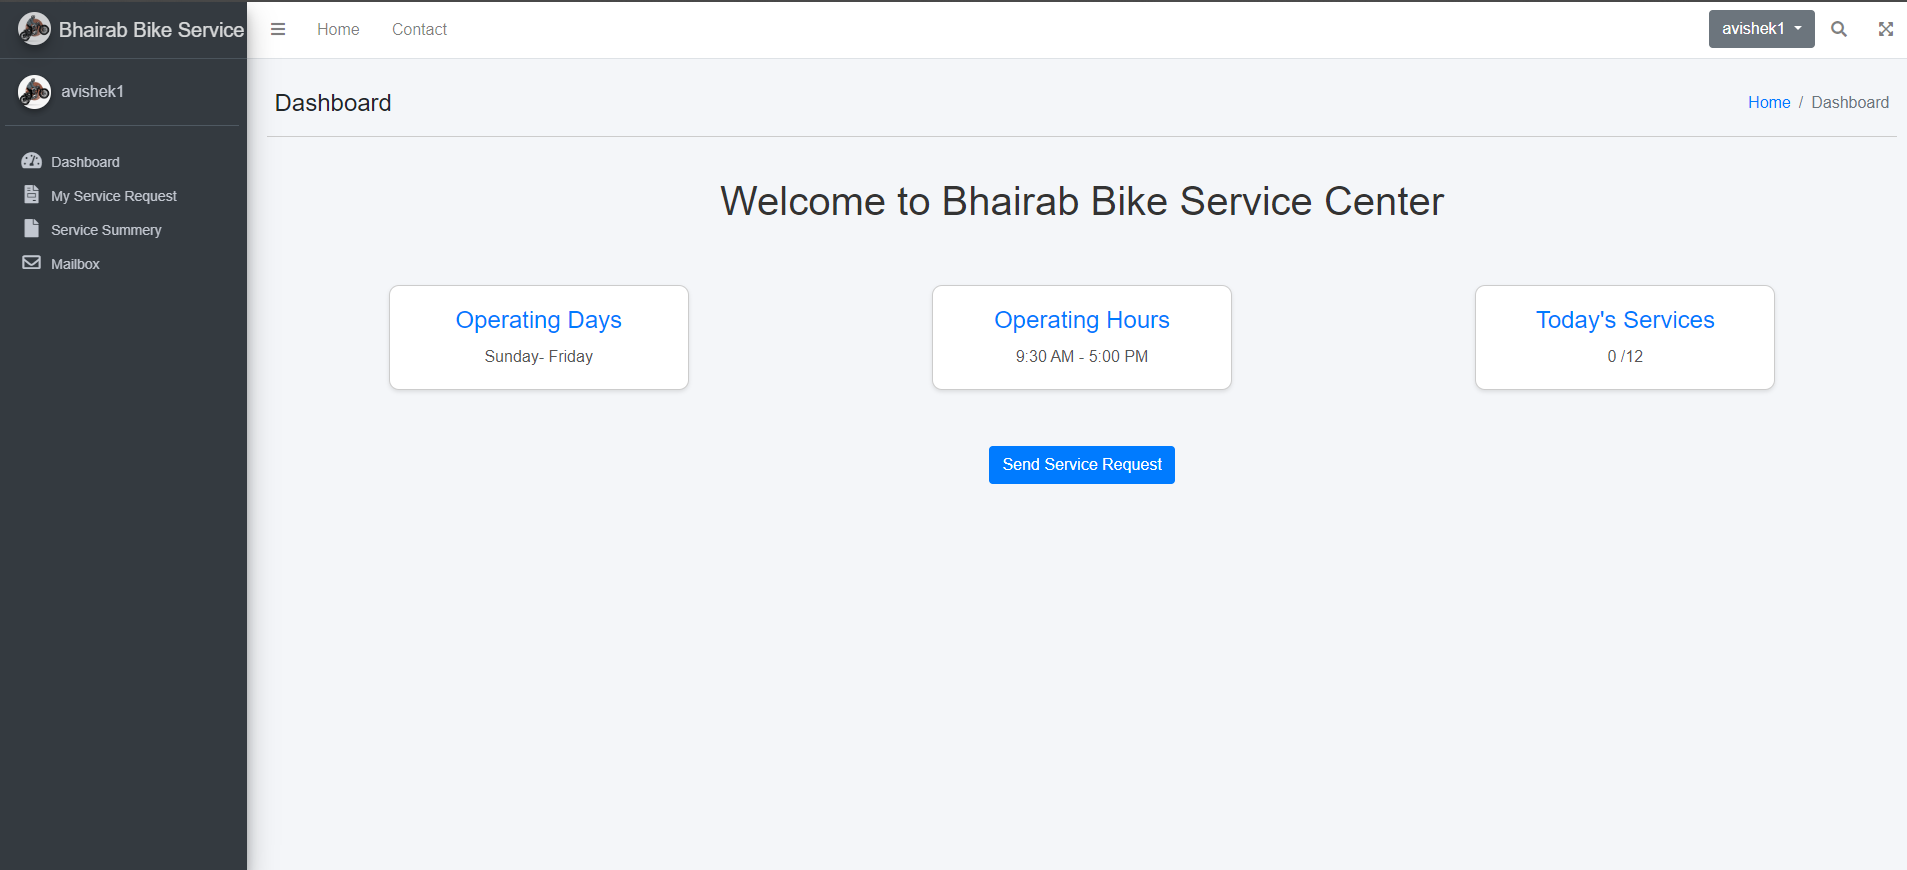 Bhairab Bike Service
Home
Contact
avishek1
avishek1
Dashboard
My Service Request
Service Summery
Mailbox
Dashboard
Home / Dashboard
Welcome to Bhairab Bike Service Center
Operating Days
Sunday- Friday
Operating Hours
9:30 AM - 5:00 PM
Today's Services
0 /12
Send Service Request